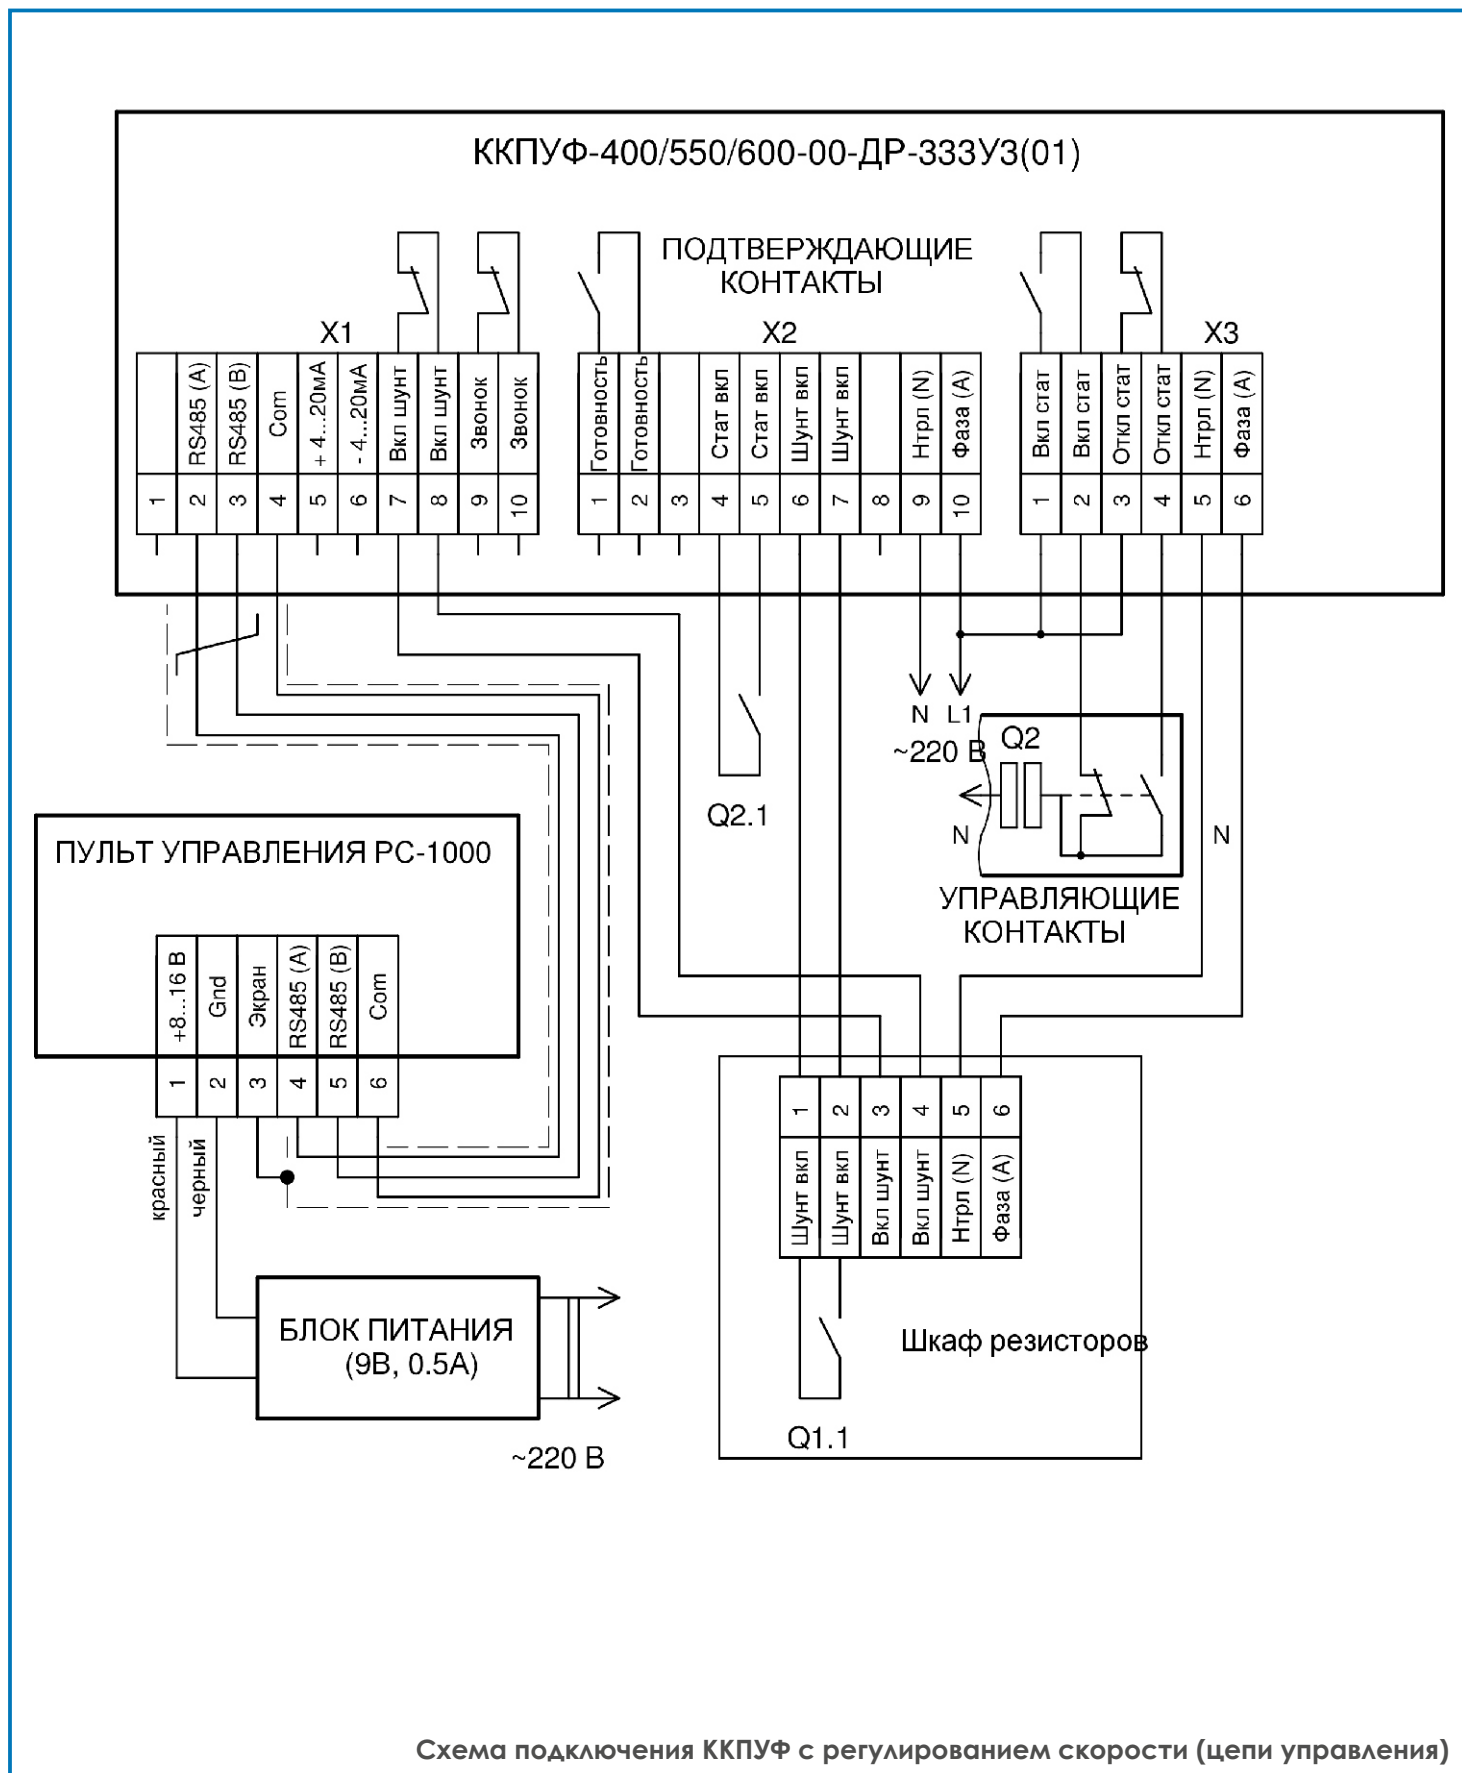 ККПУФ-400/550/600-00-ДР-333У3(01)
ПОДТВЕРЖДАЮЩИЕ
КОНТАКТЫ
X1
X2
X3
RS485 (A)
RS485 (B)
Com
+ 4...20мА
- 4...20мА
Вкл шунт
Вкл шунт
Звонок
Звонок
1
2
3
4
5
6
7
8
9
10
Готовность
Готовность
Стат вкл
Стат вкл
Шунт вкл
Шунт вкл
Нтрл (N)
Фаза (А)
1
2
3
4
5
6
7
8
9
10
Вкл стат
Вкл стат
Откл стат
Откл стат
Нтрл (N)
Фаза (А)
1
2
3
4
5
6
N L1
~220 В
Q2
Q2.1
N
N
УПРАВЛЯЮЩИЕ
КОНТАКТЫ
ПУЛЬТ УПРАВЛЕНИЯ РС-1000
+8...16 В
Gnd
Экран
RS485 (A)
RS485 (B)
Com
1
2
3
4
5
6
красный
черный
1
2
3
4
5
6
Шунт вкл
Шунт вкл
Вкл шунт
Вкл шунт
Нтрл (N)
Фаза (А)
БЛОК ПИТАНИЯ
(9В, 0.5А)
~220 В
Шкаф резисторов
Q1.1
Схема подключения ККПУФ с регулированием скорости (цепи управления)